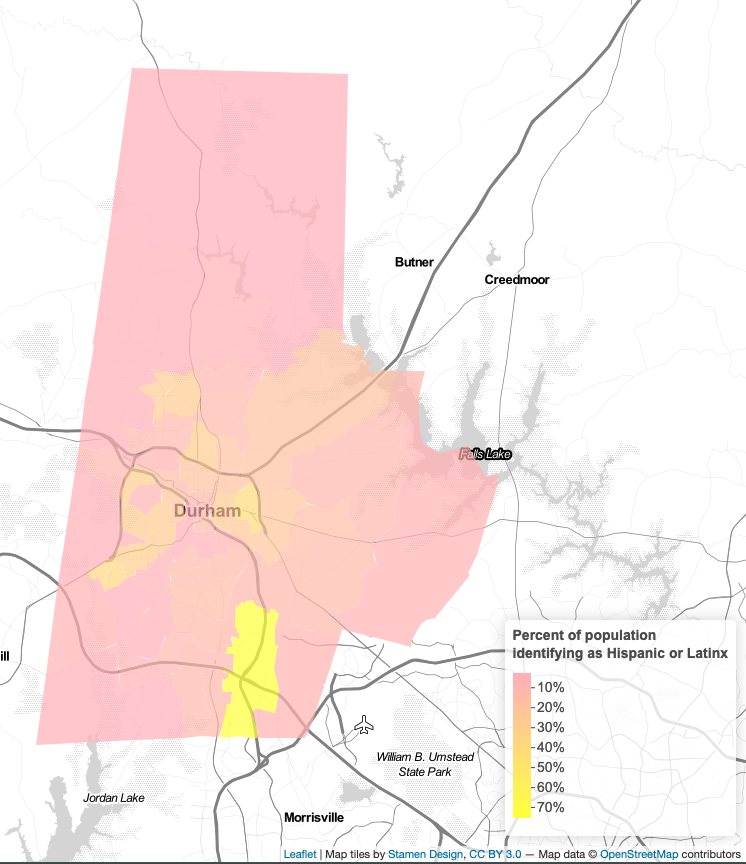 Butner
Creedmoor
Falls Lake
Durham
ill
Percent of population
identifying as Hispanic or Latinx
10%
20%
30%
40%
50%
60%
70%
William B. Umstead
State Park
Jordan Lake
Morrisville
Leaflet | Map tiles by Stamen Design, CC BY 3.0 — Map data © OpenStreetMap contributors